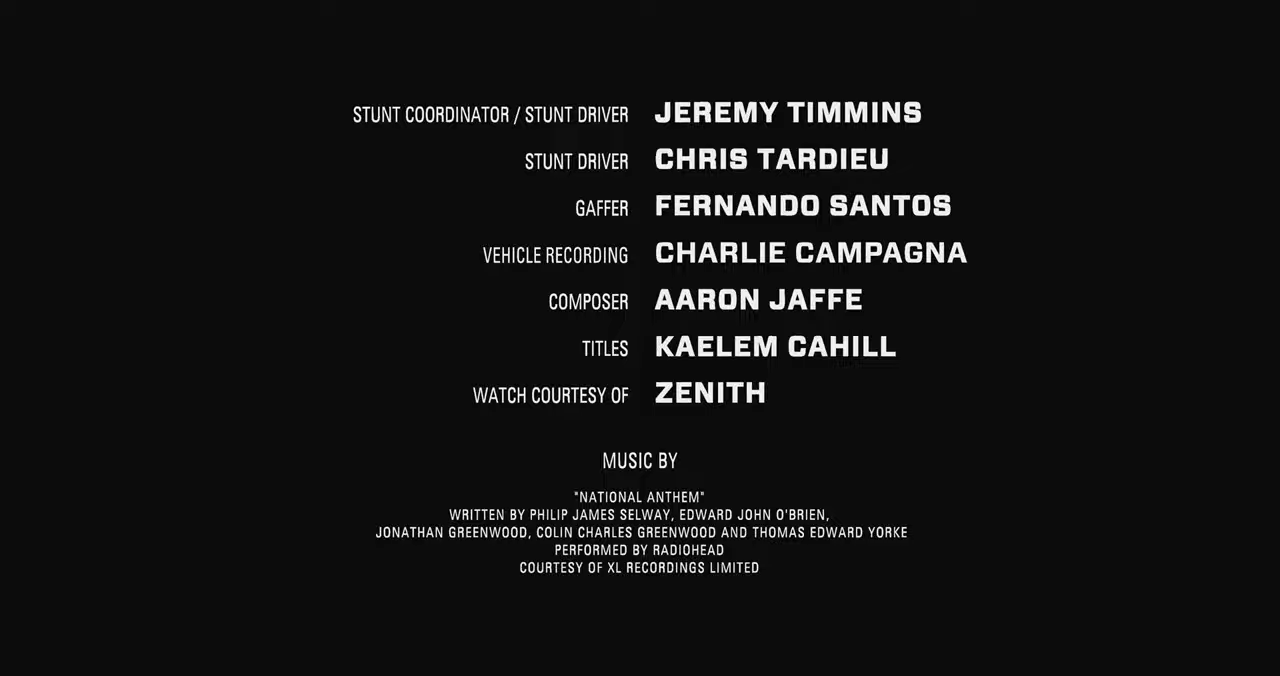 STUNT COORDINATOR / STUNT DRIVER JEREMY TIMMINS
STUNT DRIVER CHRIS TARDIEU
GAFFER FERNANDO SANTOS
VEHICLE RECORDING CHARLIE CAMPAGNA
COMPOSER AARON JAFFE
TITLES KAELEM CAHILL
WATCH COURTESY OF ZENITH
MUSIC BY
"NATIONAL ANTHEM"
WRITTEN BY PHILIP JAMES SELWAY, EDWARD JOHN O'BRIEN,
JONATHAN GREENWOOD, COLIN CHARLES GREENWOOD AND THOMAS EDWARD YORKE
PERFORMED BY RADIOHEAD
COURTESY OF XL RECORDINGS LIMITED